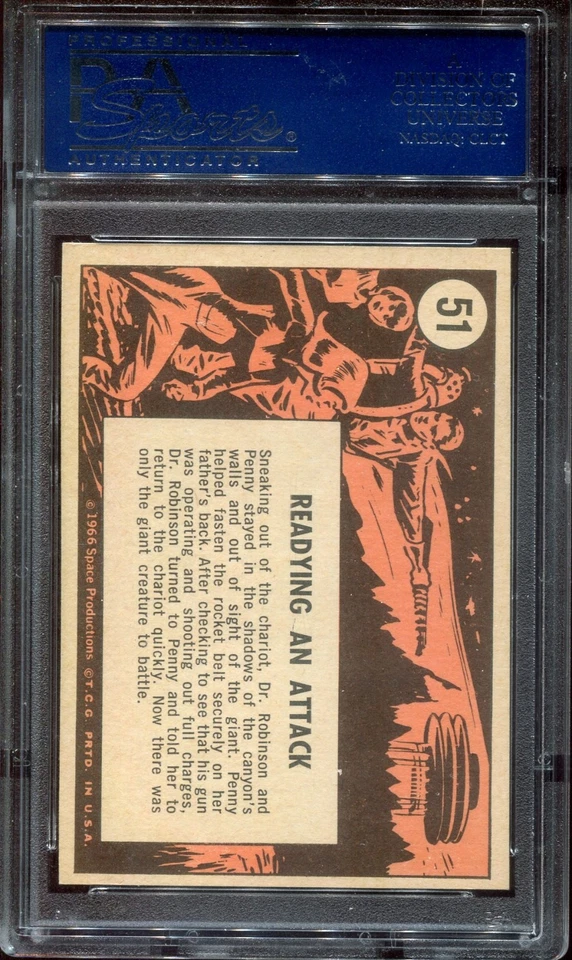 PROFESSIONAL
PSA
Sports®
AUTHENTICATOR
A
DIVISION OF
COLLECTORS
UNIVERSE
NASDAQ: CLCT
51
READYING AN ATTACK
Sneaking out of the chariot, Dr. Robinson and
Penny stayed in the shadows of the canyon's
walls and out of sight of the giant. Penny
helped fasten the rocket belt securely on her
father's back. After checking to see that his gun
was operating and shooting out full charges,
Dr. Robinson turned to Penny and told her to
return to the chariot quickly. Now there was
only the giant creature to battle.
© 1966 Space Productions © T.C.G. PRTD. IN U.S.A.